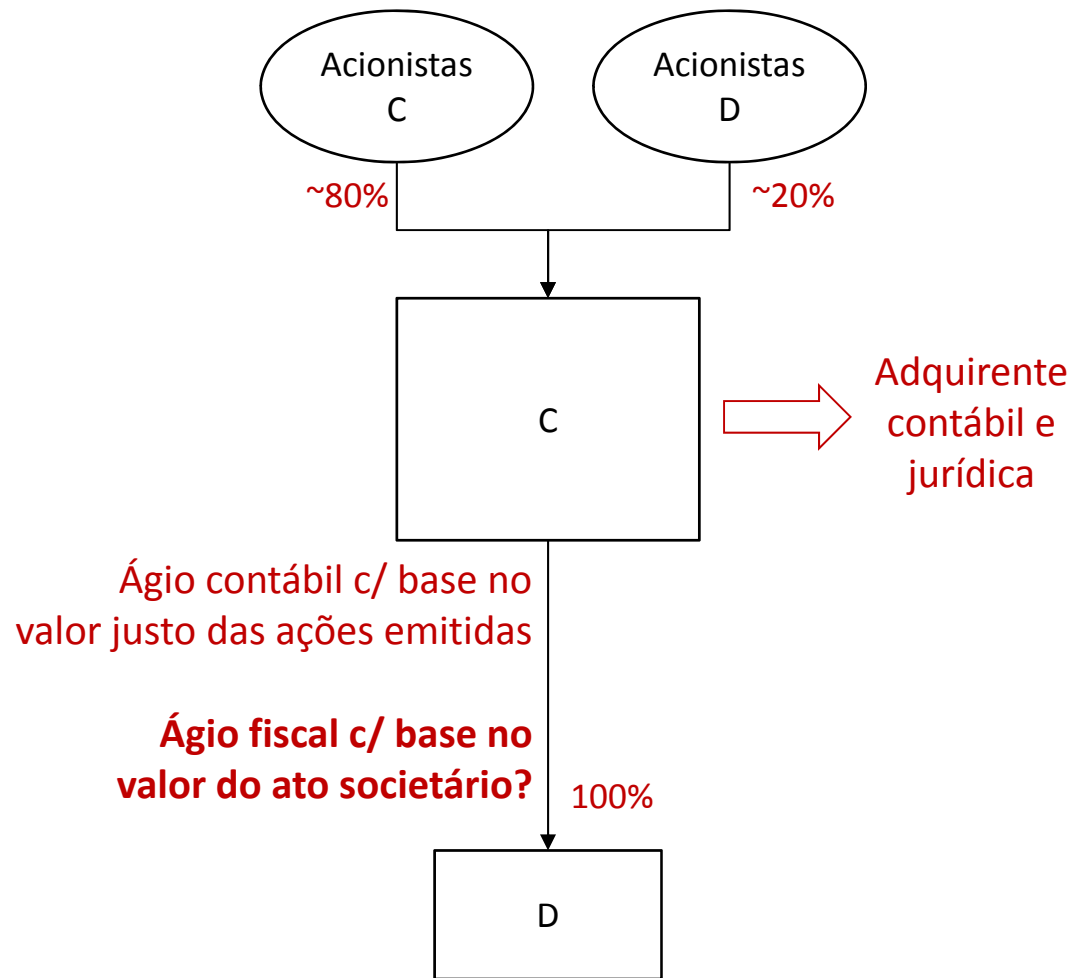 Acionistas
C
Acionistas
D
~80%
~20%
C
Adquirente
contábil e
jurídica
Ágio contábil c/ base no
valor justo das ações emitidas
Ágio fiscal c/ base no
valor do ato societário?
100%
D